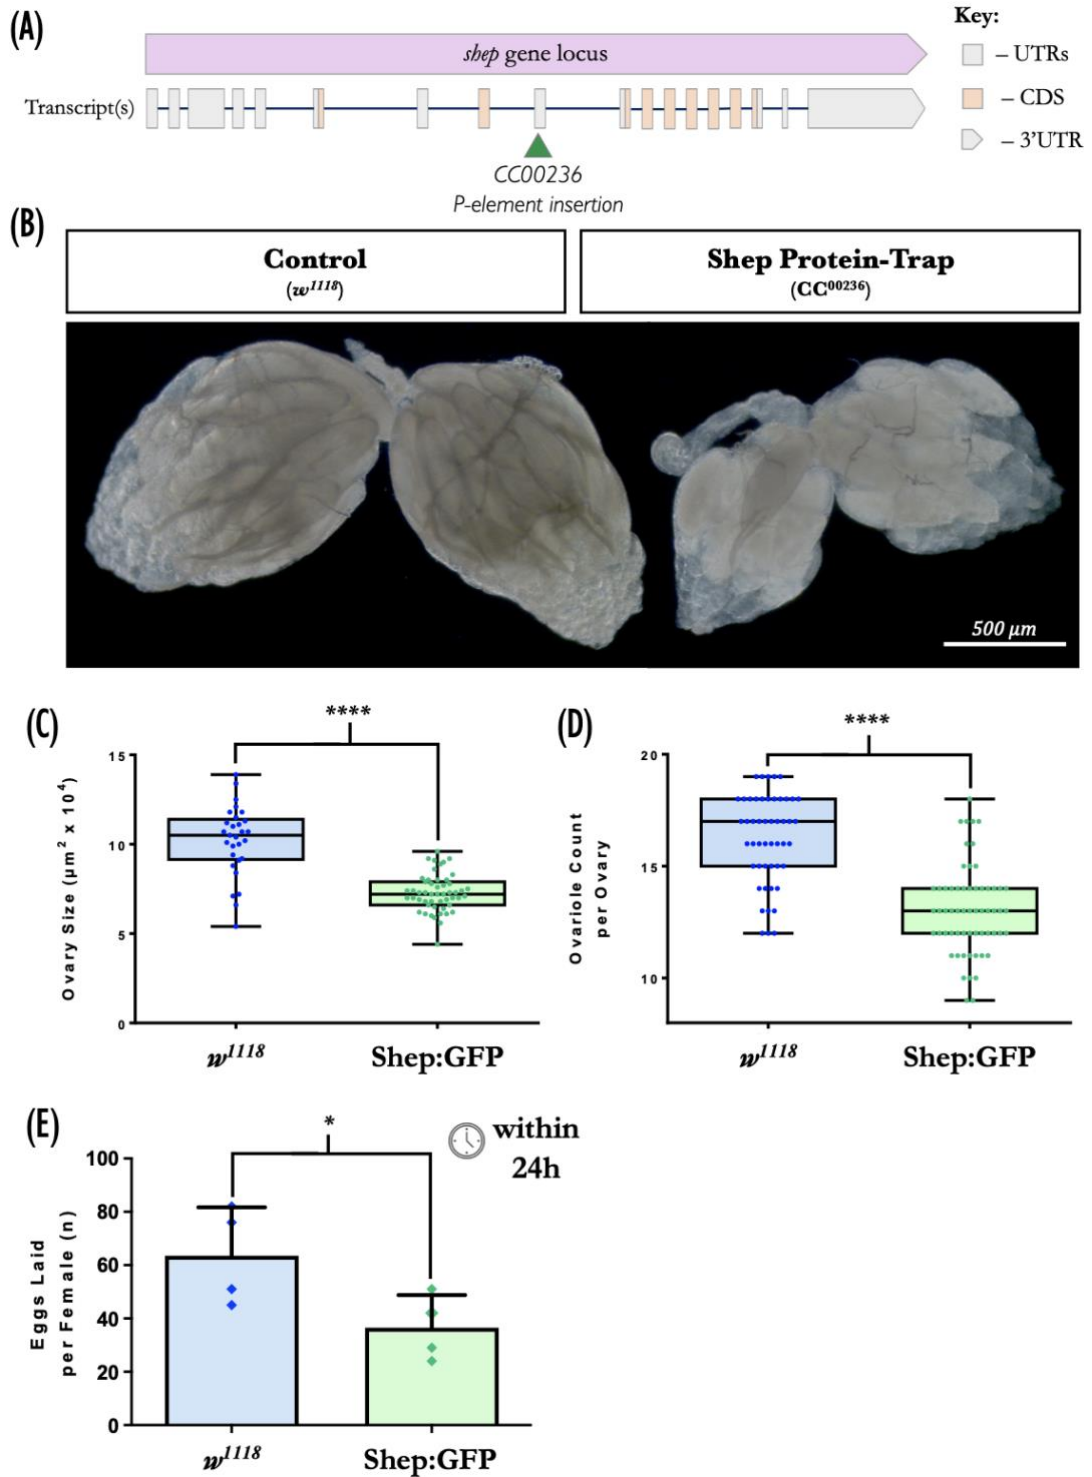 (A)
shep gene locus
Transcript(s)
CC00236
P-element insertion
Key:
– UTRs
– CDS
– 3'UTR
(B)
Control
(w1118)
Shep Protein-Trap
(CC00236)
500 µm
(C)
****
Ovary Size (µm2 x 104)
15
10
5
0
w1118
Shep:GFP
(D)
****
Ovariole Count
per Ovary
20
15
10
w1118
Shep:GFP
(E)
*
within
24h
Eggs Laid
per Female (n)
100
80
60
40
20
0
w1118
Shep:GFP